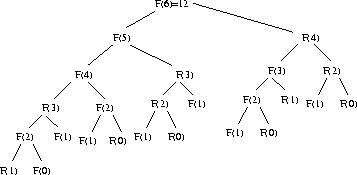 F(6)=12
F(5) F(4)
F(4) F(3) F(3) F(2)
F(3) F(2) F(2) F(1) F(2) F(1) F(1) F(0)
F(2) F(1) F(1) F(0) F(1) F(0) F(1) F(0)
F(1) F(0)